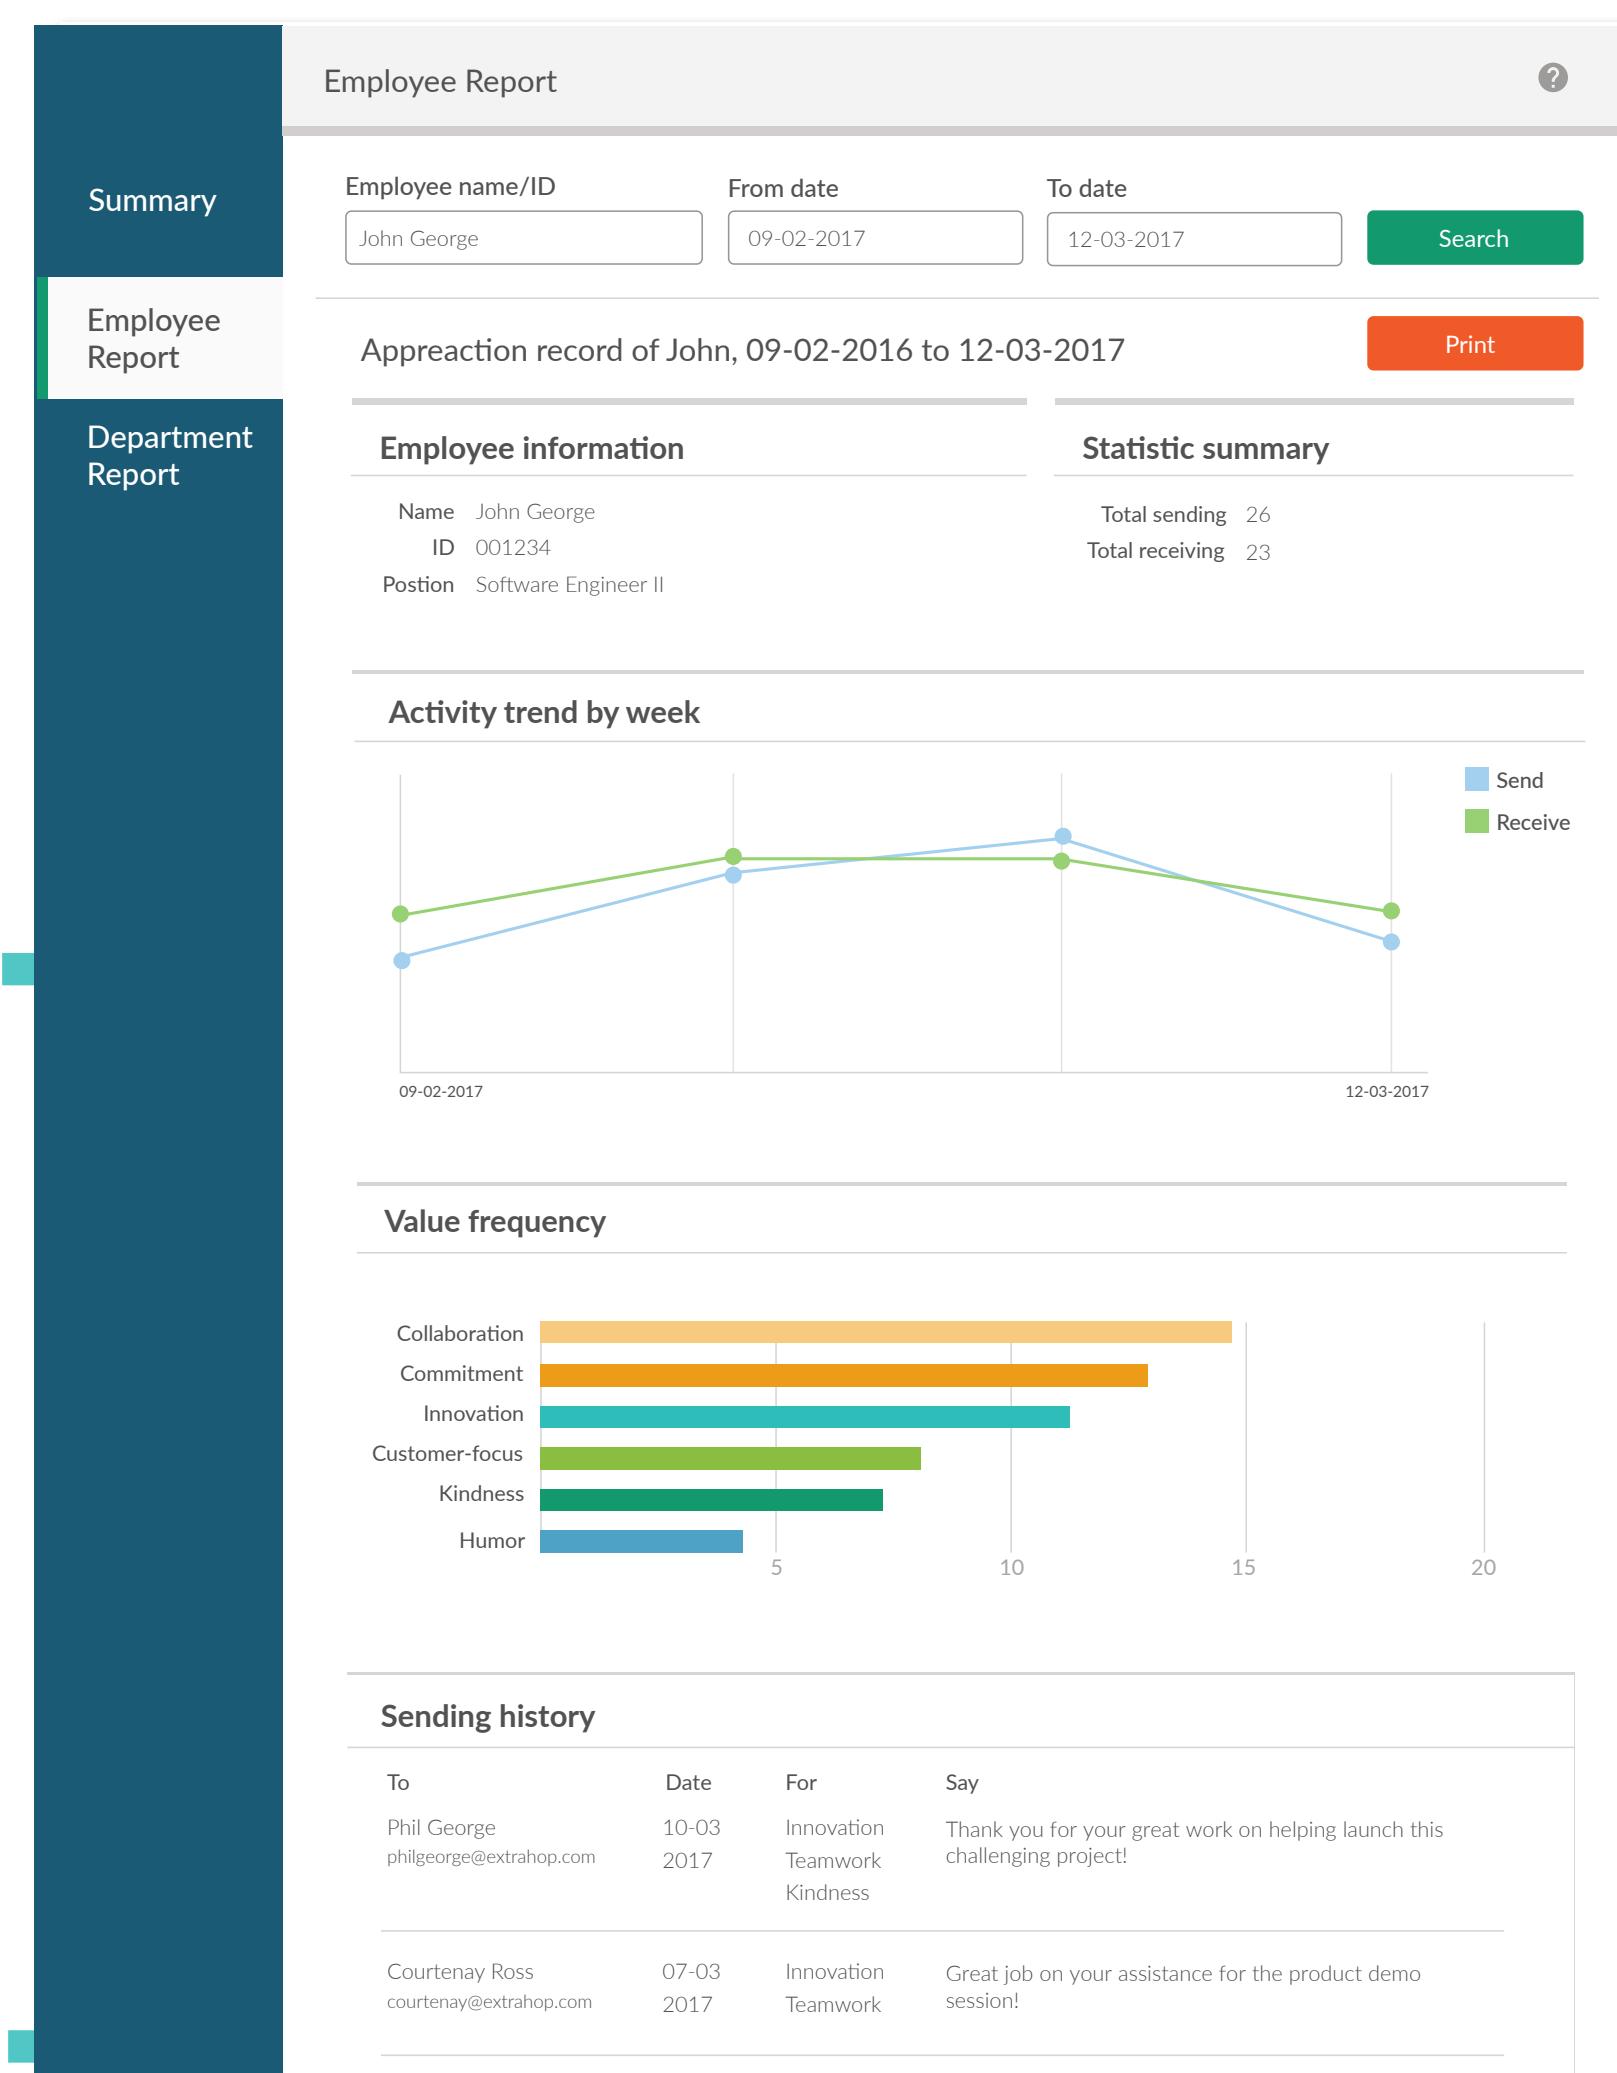 Employee Report
?
Summary
Employee
Report
Department
Report
Employee name/ID
From date
To date
John George
09-02-2017
12-03-2017
Search
Appreaction record of John, 09-02-2016 to 12-03-2017
Print
Employee information
Name John George
ID 001234
Postion Software Engineer II
Statistic summary
Total sending 26
Total receiving 23
Activity trend by week
Send
Receive
09-02-2017
12-03-2017
Value frequency
Collaboration
Commitment
Innovation
Customer-focus
Kindness
Humor
5 10 15 20
Sending history
To Date For Say
Phil George
philgeorge@extrahop.com
10-03
2017
Innovation
Teamwork
Kindness
Thank you for your great work on helping launch this
challenging project!
Courtenay Ross
courtenay@extrahop.com
07-03
2017
Innovation
Teamwork
Great job on your assistance for the product demo
session!